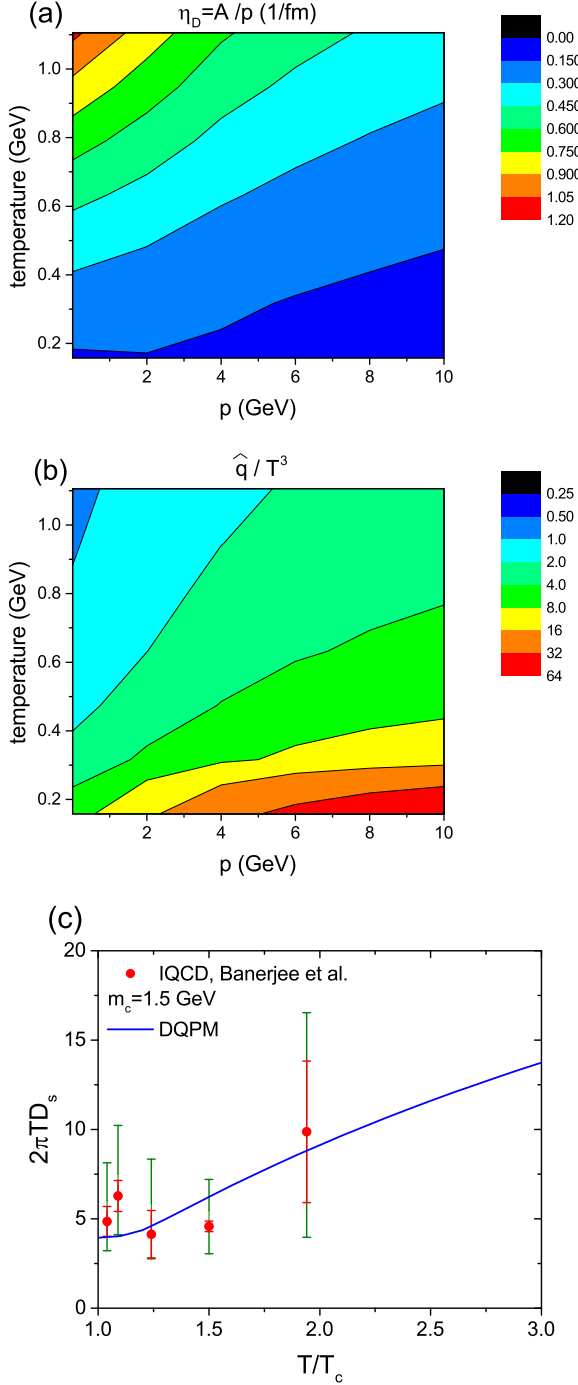 (a)
η_D=A /p (1/fm)
temperature (GeV)
1.0
0.8
0.6
0.4
0.2
2 4 6 8 10
p (GeV)
0.00
0.150
0.300
0.450
0.600
0.750
0.900
1.05
1.20
(b)
q̂ / T³
temperature (GeV)
1.0
0.8
0.6
0.4
0.2
2 4 6 8 10
p (GeV)
0.25
0.50
1.0
2.0
4.0
8.0
16
32
64
(c)
2πTD_s
20
15
10
5
0
lQCD, Banerjee et al.
m_c=1.5 GeV
DQPM
1.0 1.5 2.0 2.5 3.0
T/T_c